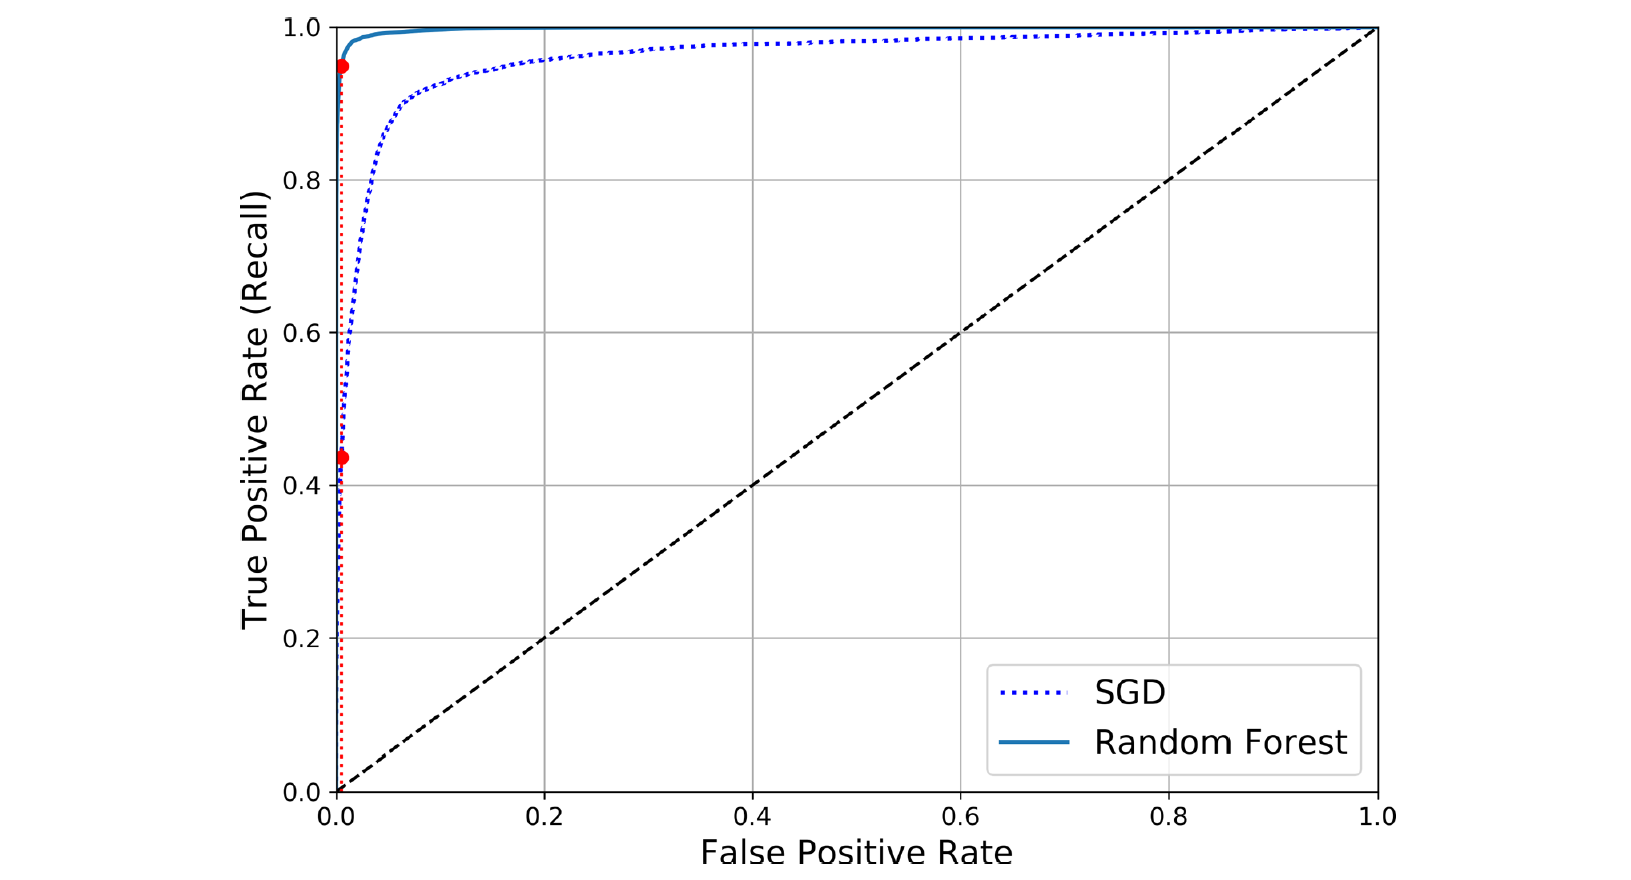 1.0
0.8
0.6
0.4
0.2
0.0
True Positive Rate (Recall)
0.0 0.2 0.4 0.6 0.8 1.0
False Positive Rate
SGD
Random Forest